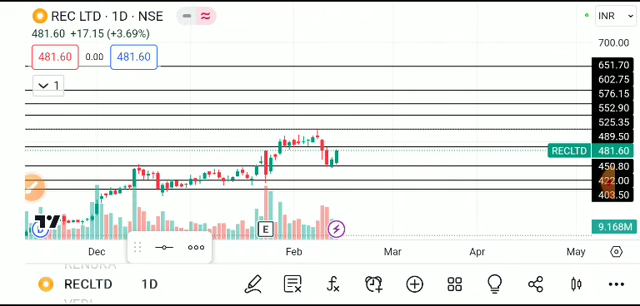 REC LTD · 1D · NSE
INR
481.60 +17.15 (+3.69%)
481.60 0.00 481.60
1
700.00
651.70
602.75
576.15
552.90
525.35
489.50
RECLTD 481.60
450.80
422.00
403.50
9.168M
E
Dec Feb Mar Apr May
RECLTD 1D